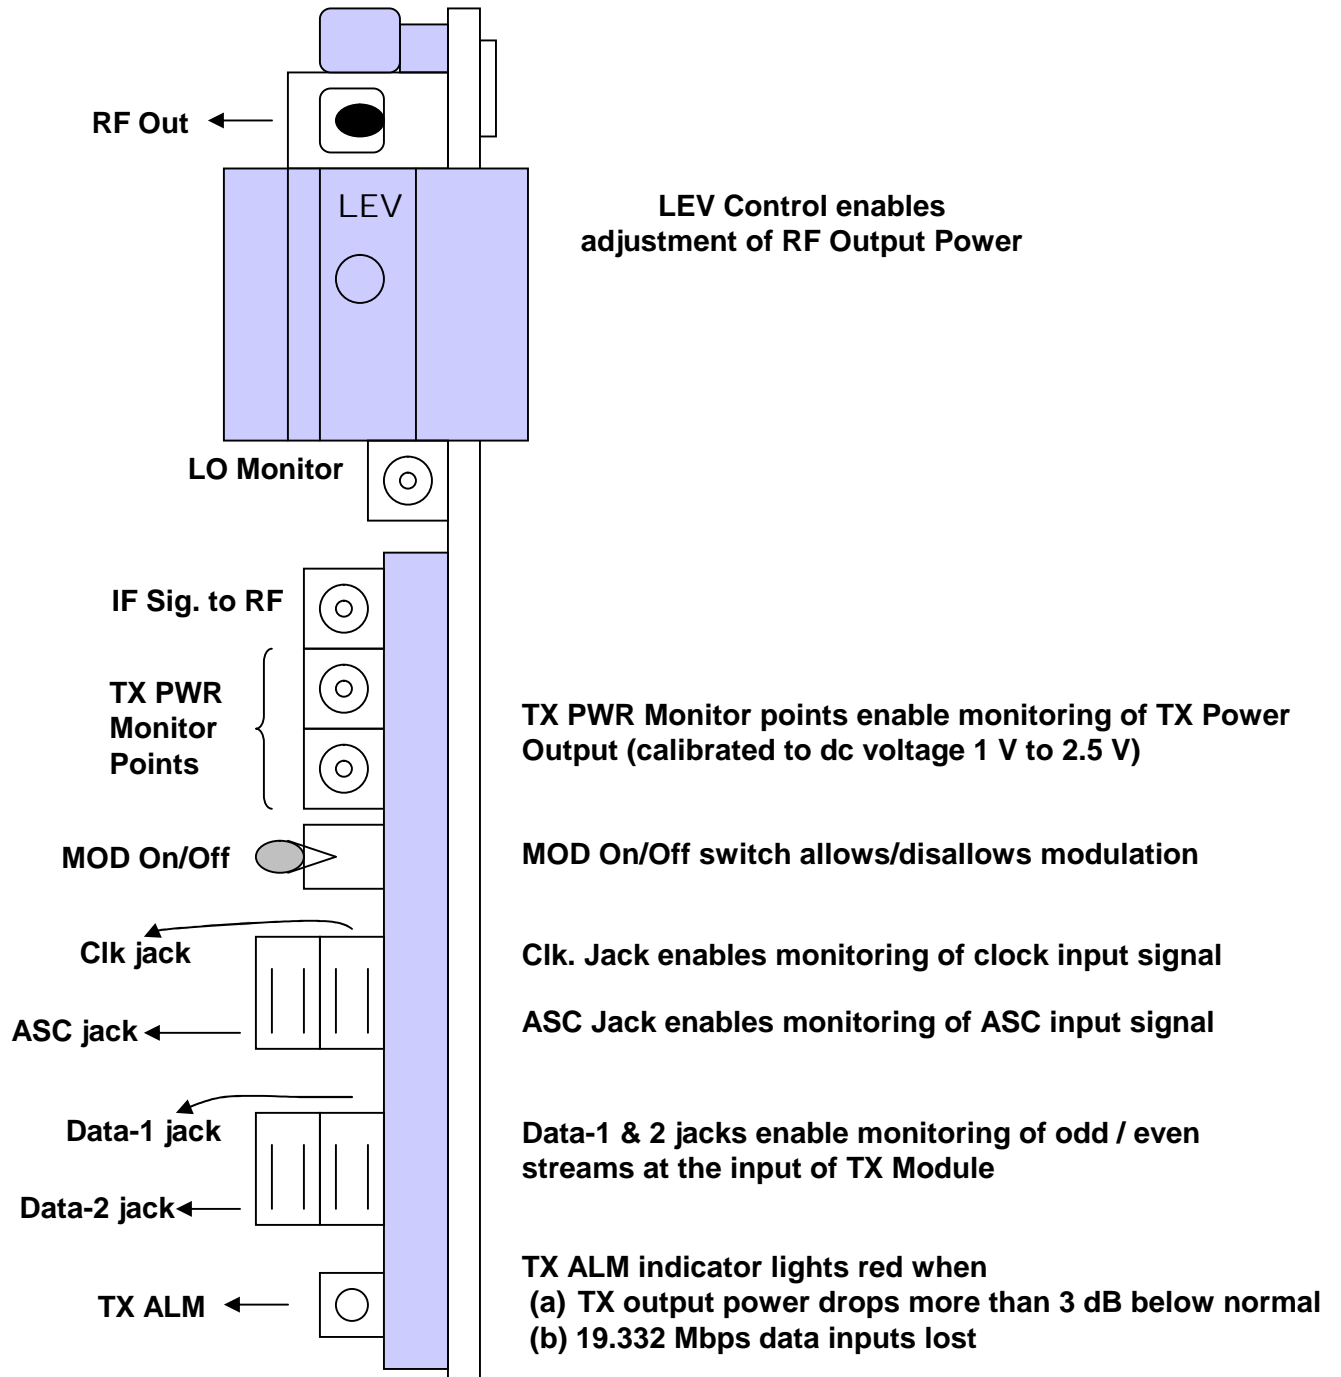 RF Out
LEV
LEV Control enables
adjustment of RF Output Power
LO Monitor
IF Sig. to RF
TX PWR
Monitor
Points
TX PWR Monitor points enable monitoring of TX Power
Output (calibrated to dc voltage 1 V to 2.5 V)
MOD On/Off
MOD On/Off switch allows/disallows modulation
Clk jack
Clk. Jack enables monitoring of clock input signal
ASC jack
ASC Jack enables monitoring of ASC input signal
Data-1 jack
Data-1 & 2 jacks enable monitoring of odd / even
streams at the input of TX Module
Data-2 jack
TX ALM
TX ALM indicator lights red when
(a) TX output power drops more than 3 dB below normal
(b) 19.332 Mbps data inputs lost